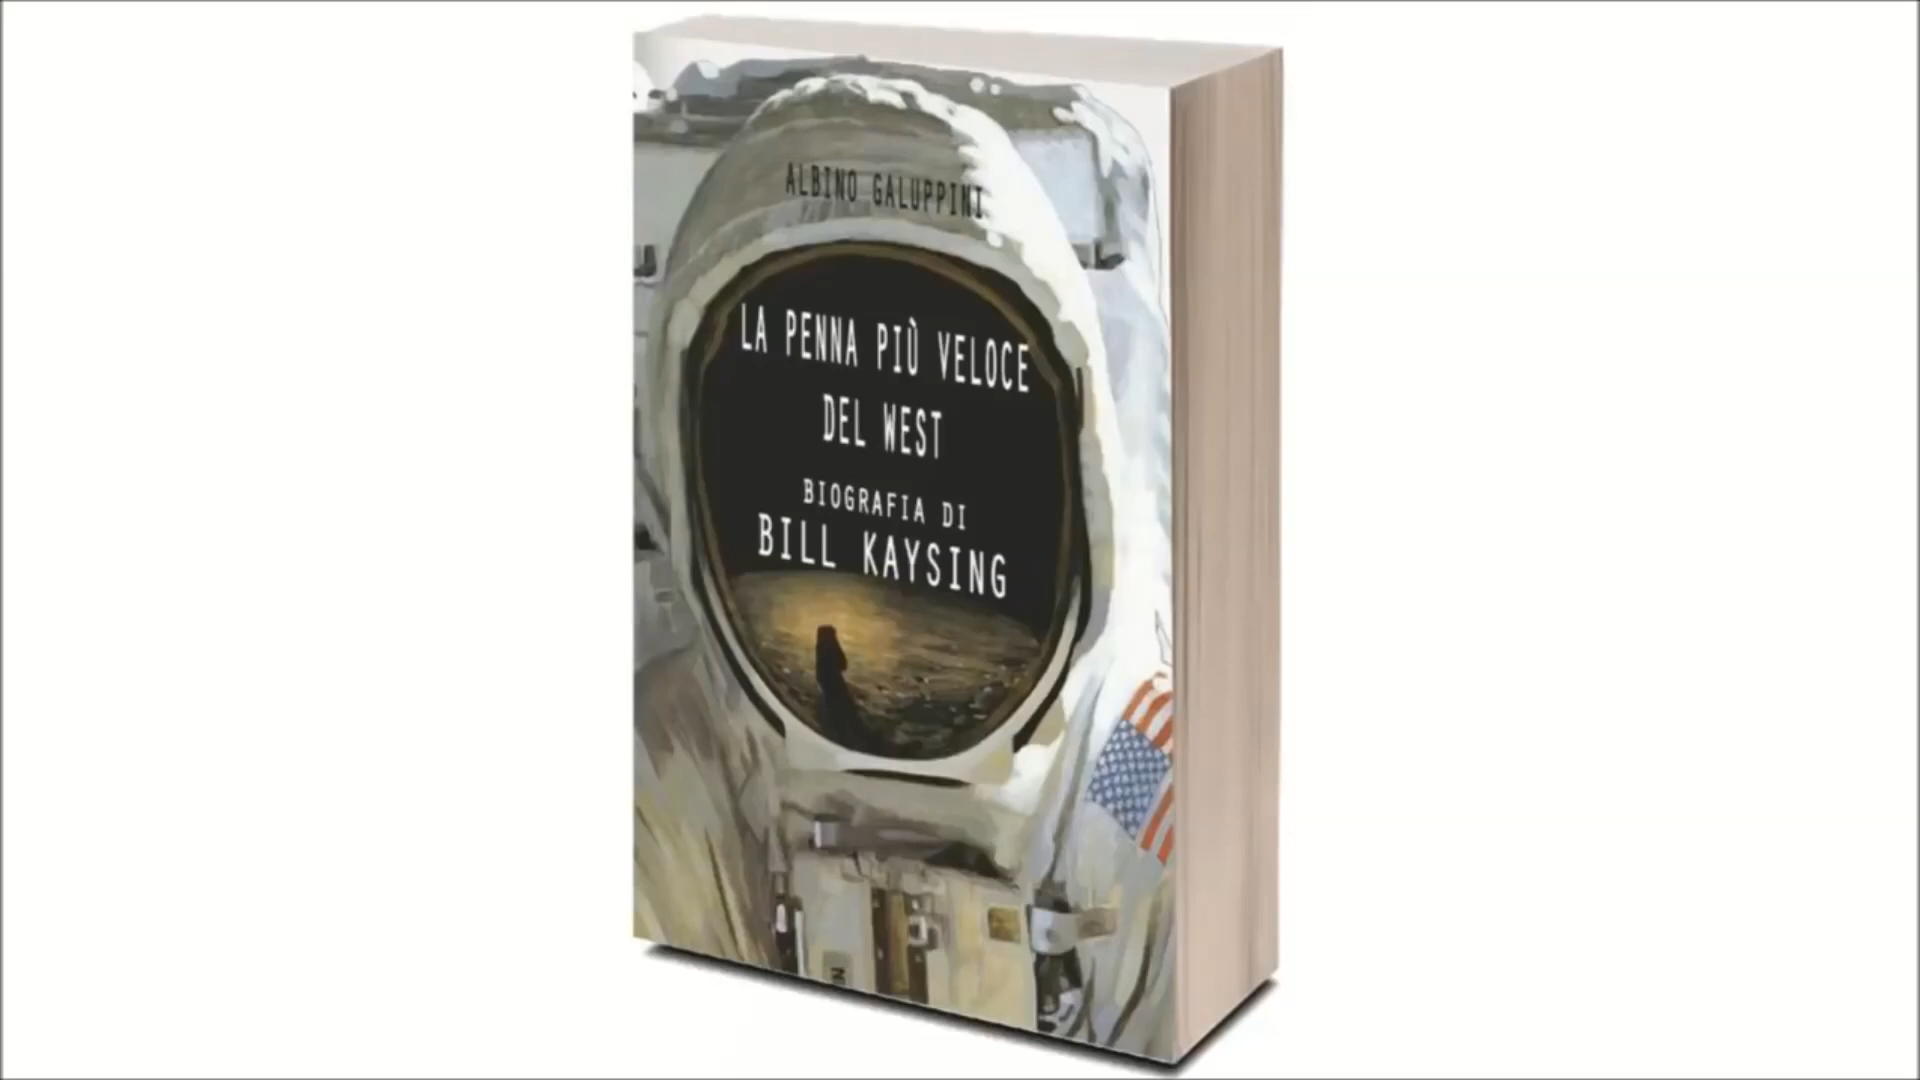 ALBINO GALUPPINI
LA PENNA PIÙ VELOCE
DEL WEST
BIOGRAFIA DI
BILL KAYSING